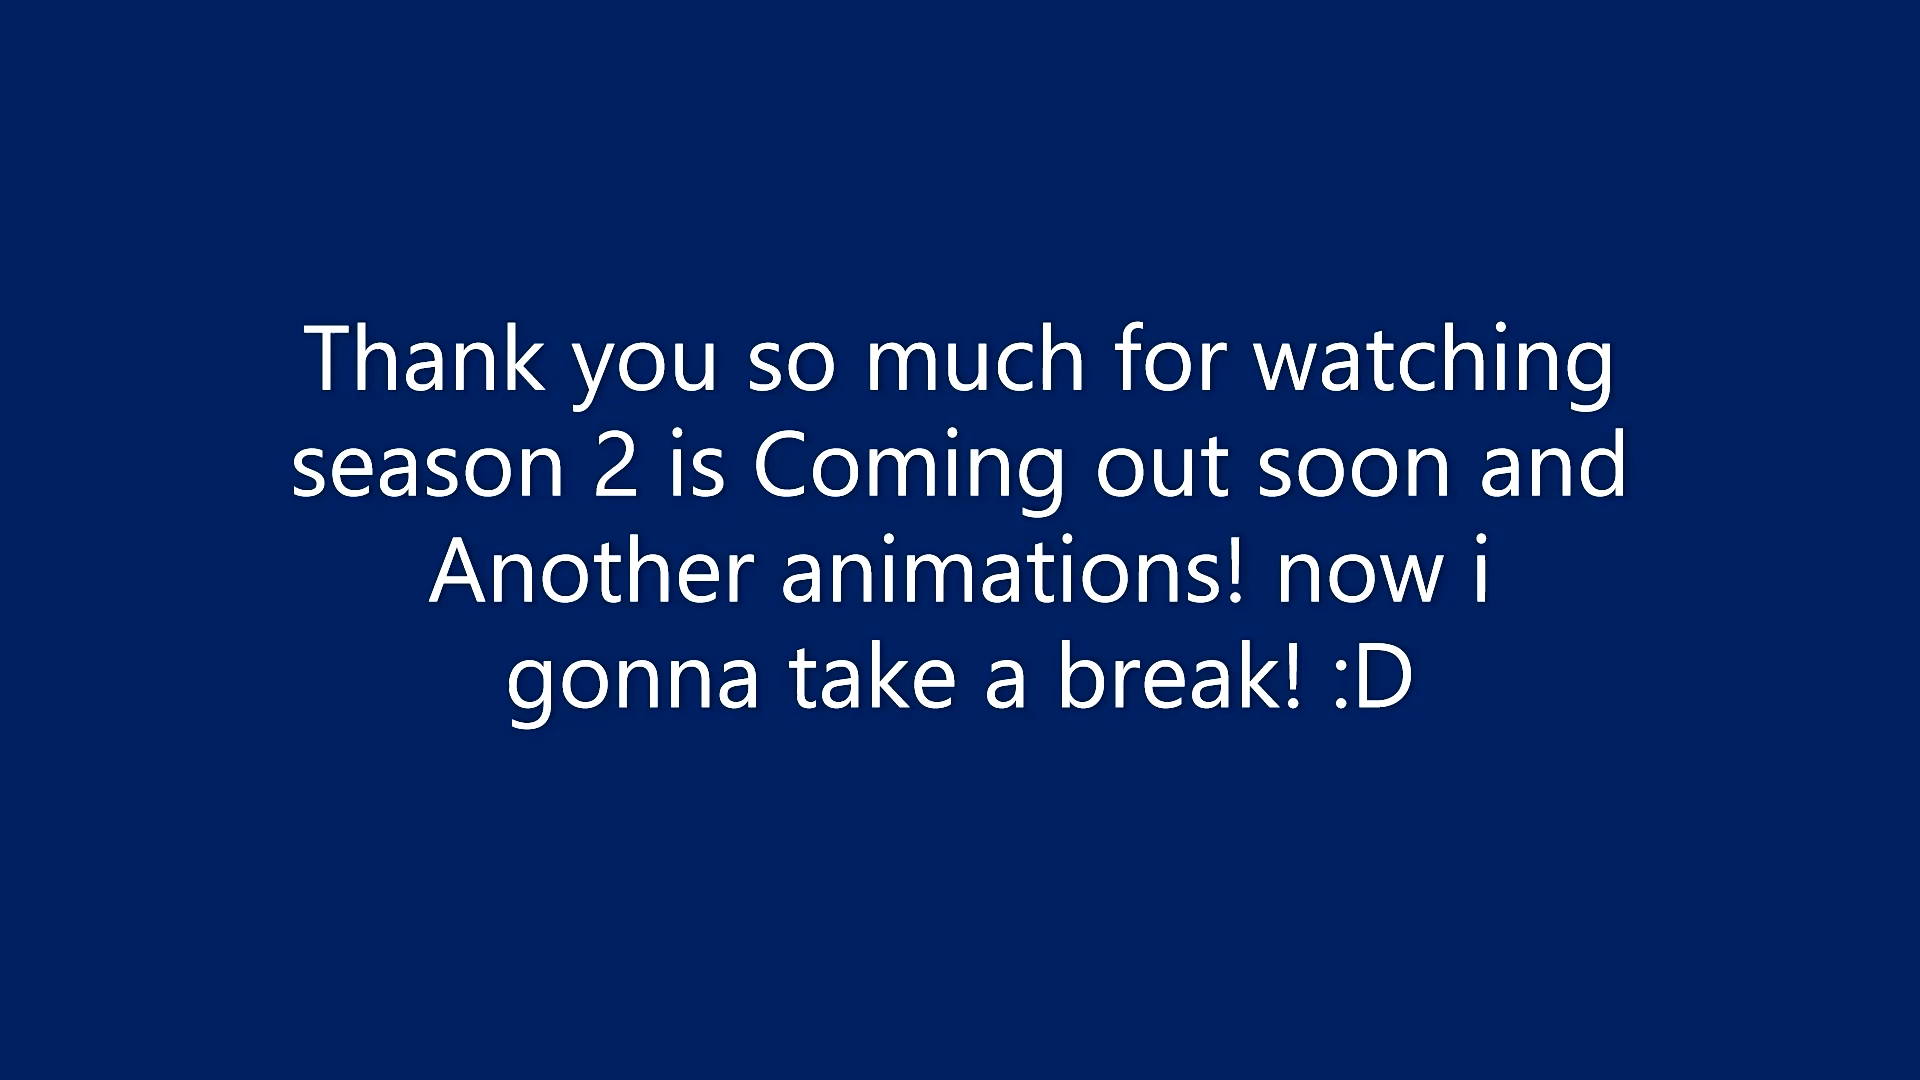 Thank you so much for watching
season 2 is Coming out soon and
Another animations! now i
gonna take a break! :D